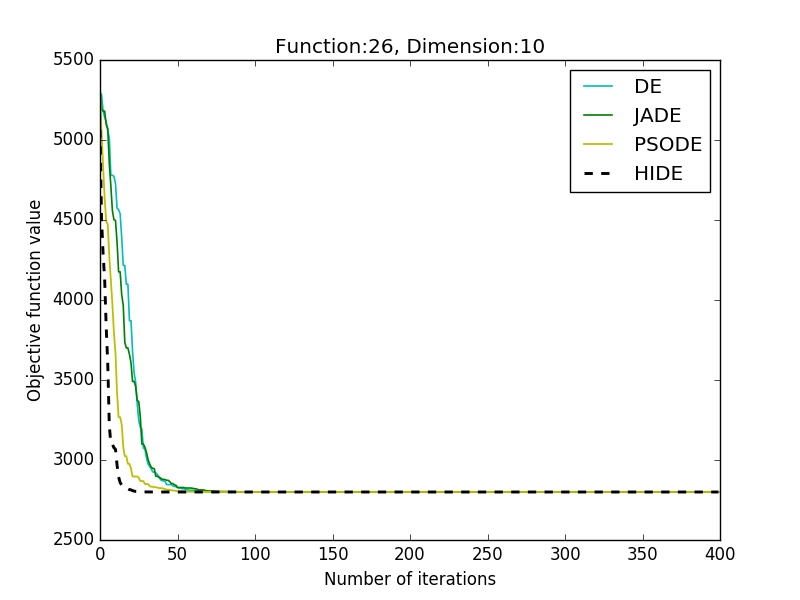 Function:26, Dimension:10
5500
5000
4500
4000
3500
3000
2500
Objective function value
DE
JADE
PSODE
HIDE
0 50 100 150 200 250 300 350 400
Number of iterations